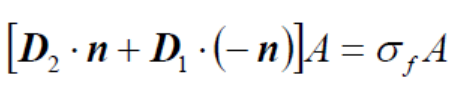 [D₂ · n + D₁ · (− n)]A = σ_f A